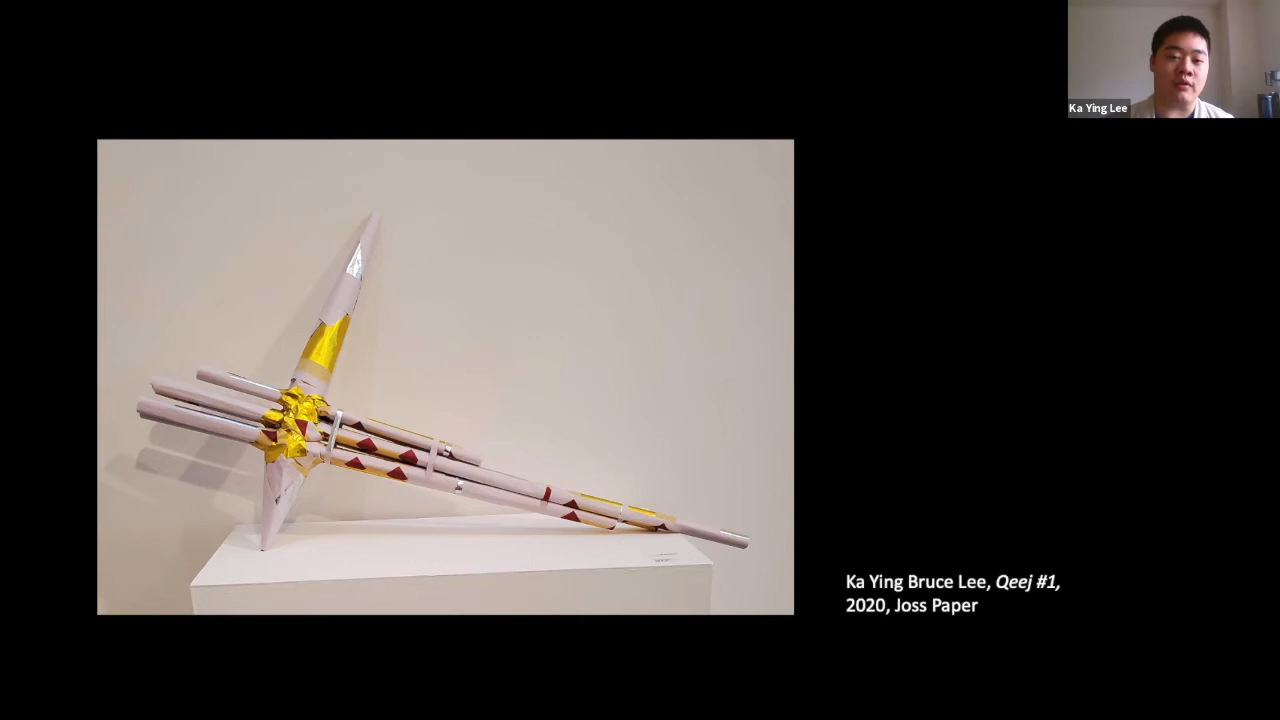 Ka Ying Lee
Ka Ying Bruce Lee, Qeej #1,
2020, Joss Paper